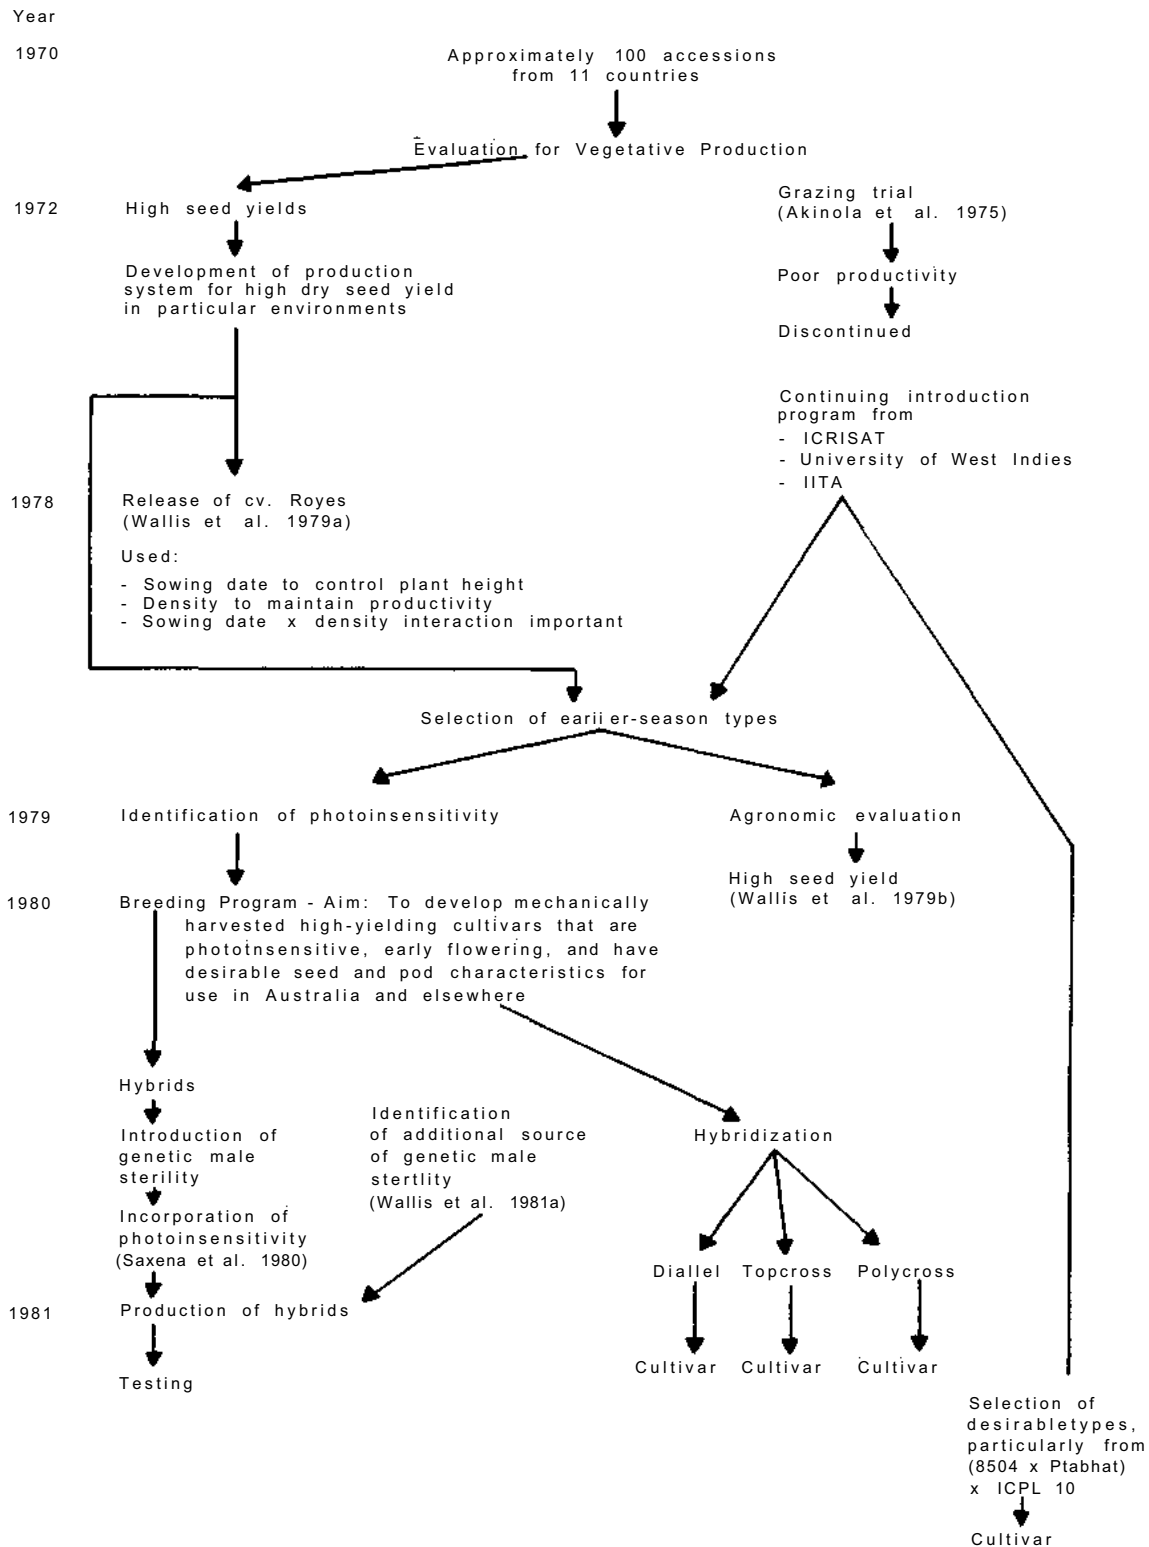 Year
1970
Approximately 100 accessions
from 11 countries
Evaluation for Vegetative Production
1972
High seed yields
Grazing trial
(Akinola et al. 1975)
Development of production
system for high dry seed yield
in particular environments
Poor productivity
Discontinued
Continuing introduction
program from
- ICRISAT
- University of West Indies
- IITA
1978
Release of cv. Royes
(Wallis et al. 1979a)
Used:
- Sowing date to control plant height
- Density to maintain productivity
- Sowing date x density interaction important
Selection of earii er-season types
1979
Identification of photoinsensitivity
Agronomic evaluation
High seed yield
(Wallis et al. 1979b)
1980
Breeding Program - Aim: To develop mechanically
harvested high-yielding cultivars that are
photoinsensitive, early flowering, and have
desirable seed and pod characteristics for
use in Australia and elsewhere
Hybrids
Introduction of
genetic male
sterility
Incorporation of
photoinsensitivity
(Saxena et al. 1980)
Identification
of additional source
of genetic male
stertlity
(Wallis et al. 1981a)
Hybridization
Diallel Topcross Polycross
1981
Production of hybrids
Testing
Cultivar Cultivar Cultivar
Selection of
desirabletypes,
particularly from
(8504 x Ptabhat)
x ICPL 10
Cultivar